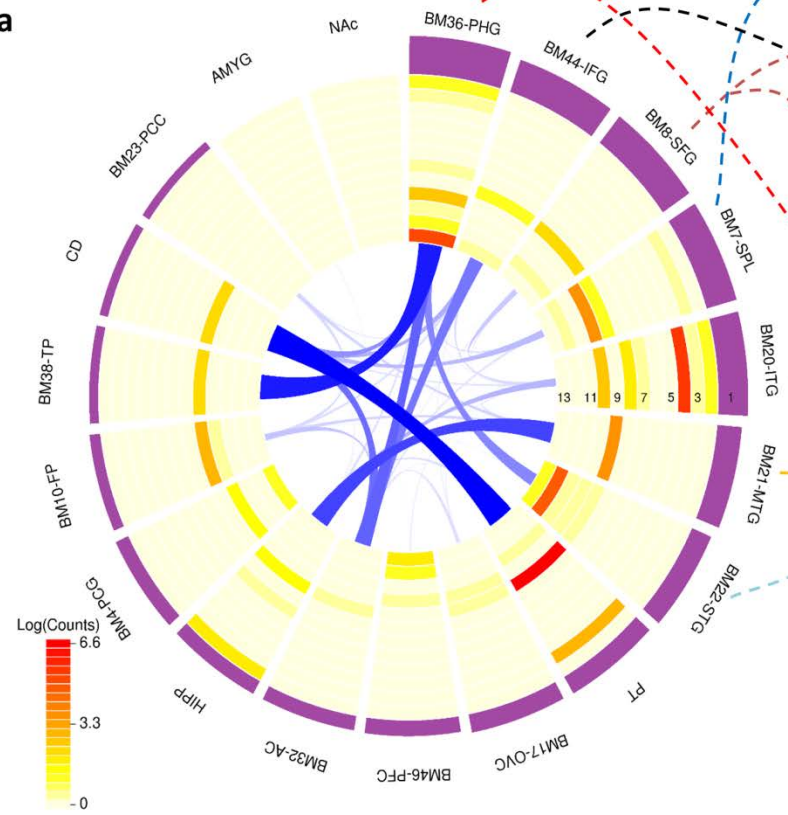 a
NAc
BM36-PHG
BM44-IFG
AMYG
BM8-SFG
BM23-PCC
BM7-SPL
CD
BM38-TP
BM20-ITG
13 11 9 7 5 3 1
BM10-FP
BM21-MTG
BM4-PCG
BM22-STG
HIPP
PT
BM32-AC
BM46-PFC
BM17-OVC
Log(Counts)
6.6
3.3
0